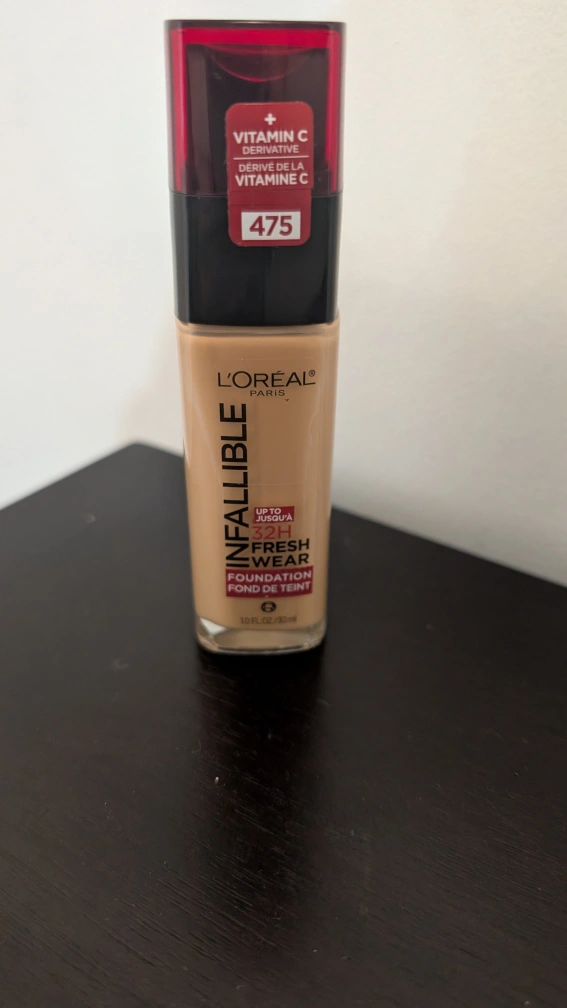 +
VITAMIN C
DERIVATIVE
DÉRIVÉ DE LA
VITAMINE C
475
L'ORÉAL®
PARIS
INFALLIBLE
UP TO
JUSQU'À
32H
FRESH
WEAR
FOUNDATION
FOND DE TEINT
1.0 FL.OZ./30 ml